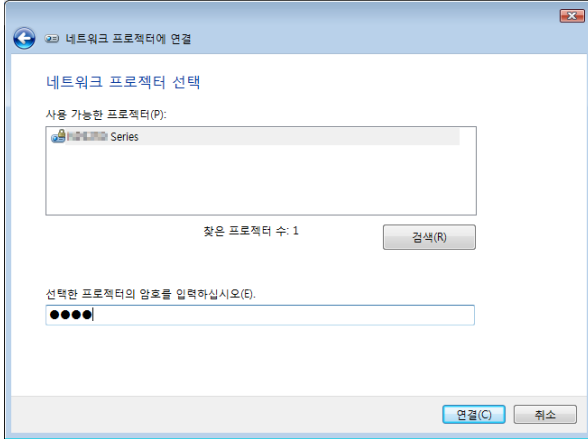 네트워크 프로젝터에 연결
네트워크 프로젝터 선택
사용 가능한 프로젝터(P):
Series
찾은 프로젝터 수: 1
검색(R)
선택한 프로젝터의 암호를 입력하십시오(E).
●●●●
연결(C)
취소